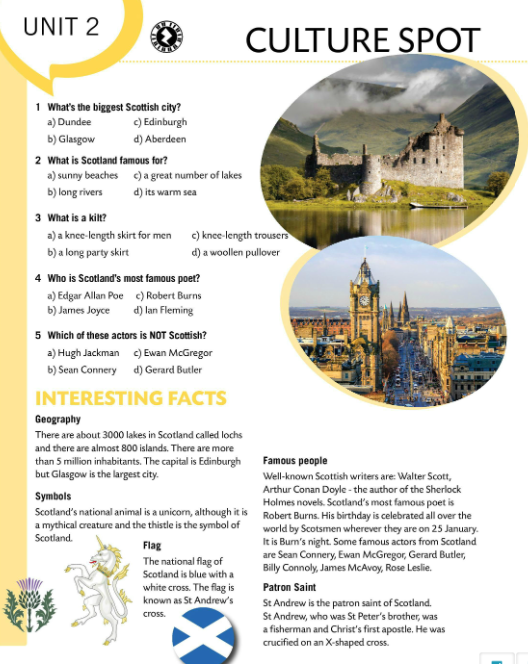 UNIT 2
CULTURE SPOT
1 What's the biggest Scottish city?
a) Dundee c) Edinburgh
b) Glasgow d) Aberdeen
2 What is Scotland famous for?
a) sunny beaches c) a great number of lakes
b) long rivers d) its warm sea
3 What is a kilt?
a) a knee-length skirt for men c) knee-length trousers
b) a long party skirt d) a woollen pullover
4 Who is Scotland's most famous poet?
a) Edgar Allan Poe c) Robert Burns
b) James Joyce d) Ian Fleming
5 Which of these actors is NOT Scottish?
a) Hugh Jackman c) Ewan McGregor
b) Sean Connery d) Gerard Butler
INTERESTING FACTS
Geography
There are about 3000 lakes in Scotland called lochs
and there are almost 800 islands. There are more
than 5 million inhabitants. The capital is Edinburgh
but Glasgow is the largest city.
Symbols
Scotland's national animal is a unicorn, although it is
a mythical creature and the thistle is the symbol of
Scotland.
Flag
The national flag of
Scotland is blue with a
white cross. The flag is
known as St Andrew's
cross.
Famous people
Well-known Scottish writers are: Walter Scott,
Arthur Conan Doyle - the author of the Sherlock
Holmes novels. Scotland's most famous poet is
Robert Burns. His birthday is celebrated all over the
world by Scotsmen wherever they are on 25 January.
It is Burn's night. Some famous actors from Scotland
are Sean Connery, Ewan McGregor, Gerard Butler,
Billy Connoly, James McAvoy, Rose Leslie.
Patron Saint
St Andrew is the patron saint of Scotland.
St Andrew, who was St Peter's brother, was
a fisherman and Christ's first apostle. He was
crucified on an X-shaped cross.